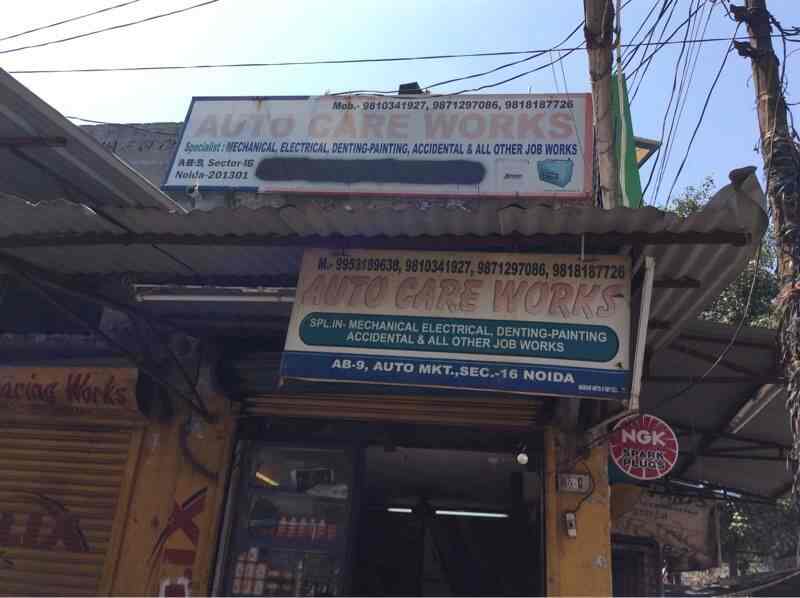 Mob.- 9810341927, 9871297086, 9818187726
AUTO CARE WORKS
Specialist : MECHANICAL, ELECTRICAL, DENTING-PAINTING, ACCIDENTAL & ALL OTHER JOB WORKS
AB-9, Sector-16
Noida-201301
M.- 9953189638, 9810341927, 9871297086, 9818187726
AUTO CARE WORKS
SPL.IN- MECHANICAL ELECTRICAL, DENTING-PAINTING
ACCIDENTAL & ALL OTHER JOB WORKS
AB-9, AUTO MKT.,SEC.-16 NOIDA
Works
NGK
SPARK
PLUGS